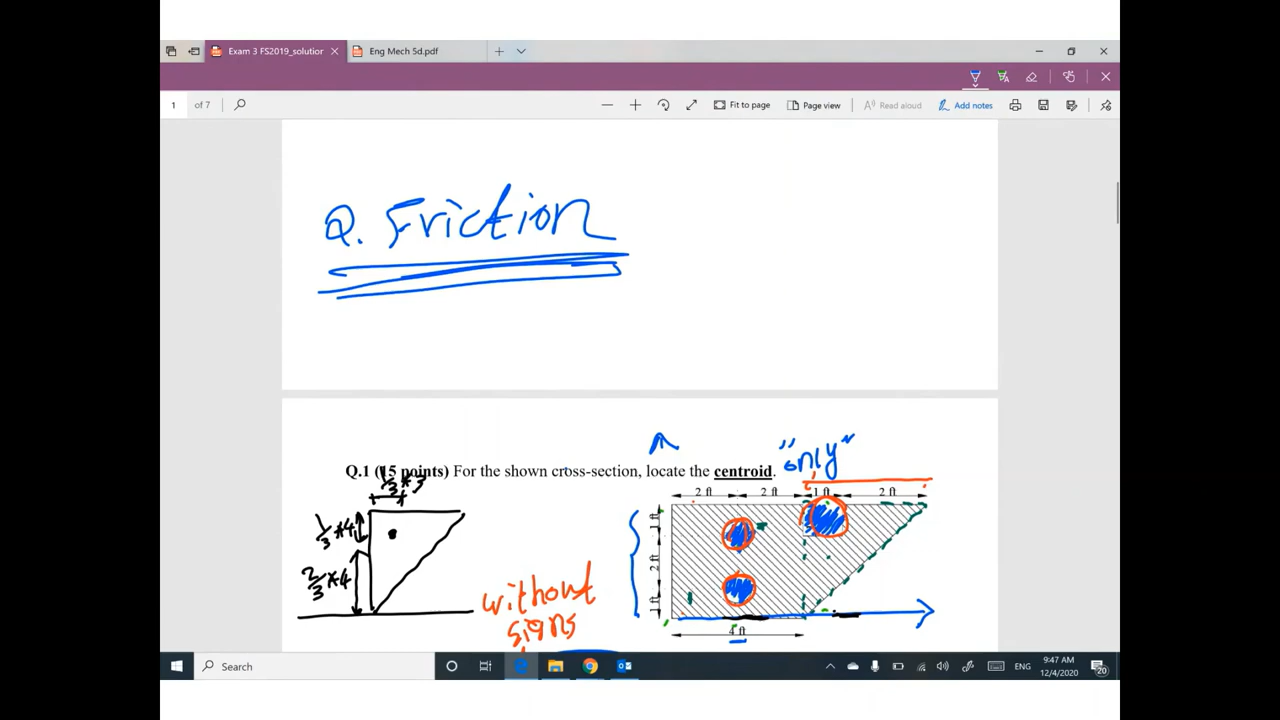 Exam 3 FS2019_solutior
Eng Mech 5d.pdf
1 of 7
Fit to page
Page view
Read aloud
Add notes
Q. Friction
"only"
Q.1 (15 points) For the shown cross-section, locate the centroid.
1/3 * 3
2 ft 2 ft 1 ft 2 ft
1/3 * 4
1 ft
2 ft
1 ft
2/3 * 4
without
signs
4 ft
Search
ENG
9:47 AM
12/4/2020
20